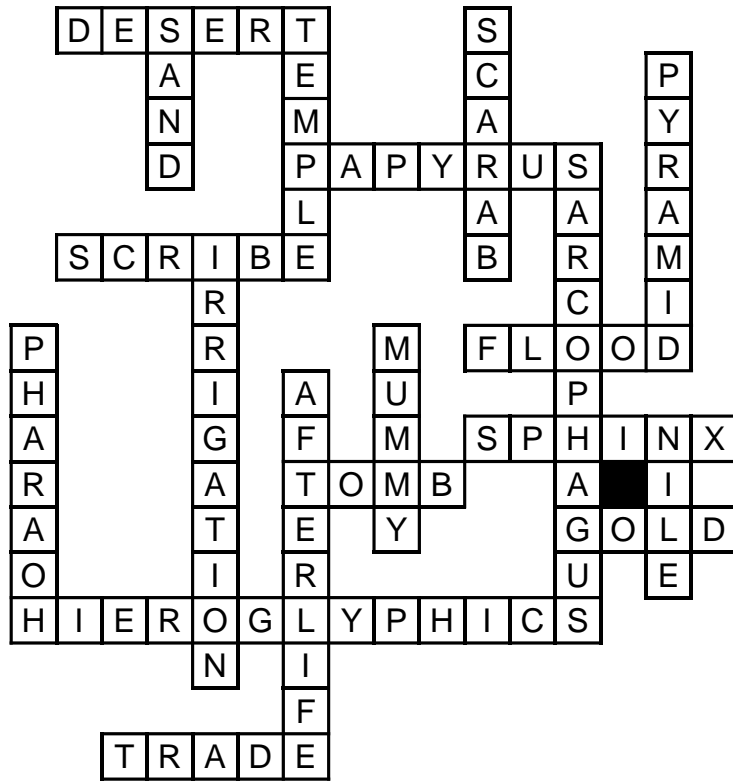 DESERT
SAND
TEMPLE
SCARAB
PYRAMID
PAPYRUS
SARCOPHAGUS
SCRIBE
IRRIGATION
PHARAOH
MUMMY
FLOOD
AFTERLIFE
SPHINX
NILE
TOMB
GOLD
HIEROGLYPHICS
TRADE